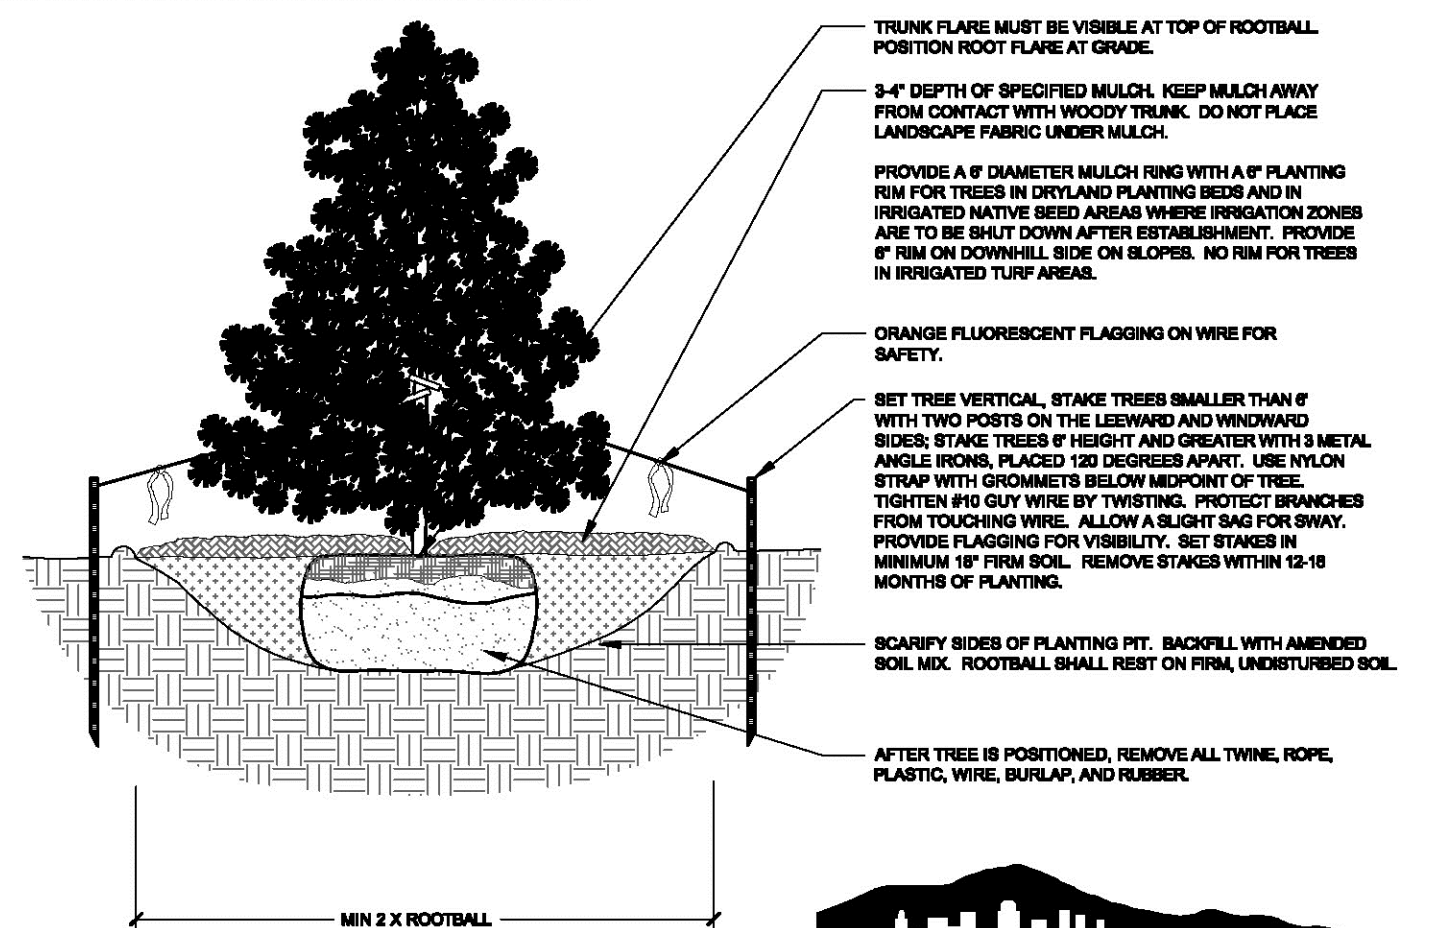 TRUNK FLARE MUST BE VISIBLE AT TOP OF ROOTBALL
POSITION ROOT FLARE AT GRADE.
3-4" DEPTH OF SPECIFIED MULCH. KEEP MULCH AWAY
FROM CONTACT WITH WOODY TRUNK. DO NOT PLACE
LANDSCAPE FABRIC UNDER MULCH.
PROVIDE A 6' DIAMETER MULCH RING WITH A 6" PLANTING
RIM FOR TREES IN DRYLAND PLANTING BEDS AND IN
IRRIGATED NATIVE SEED AREAS WHERE IRRIGATION ZONES
ARE TO BE SHUT DOWN AFTER ESTABLISHMENT. PROVIDE
6" RIM ON DOWNHILL SIDE ON SLOPES. NO RIM FOR TREES
IN IRRIGATED TURF AREAS.
ORANGE FLUORESCENT FLAGGING ON WIRE FOR
SAFETY.
SET TREE VERTICAL, STAKE TREES SMALLER THAN 6'
WITH TWO POSTS ON THE LEEWARD AND WINDWARD
SIDES; STAKE TREES 6' HEIGHT AND GREATER WITH 3 METAL
ANGLE IRONS, PLACED 120 DEGREES APART. USE NYLON
STRAP WITH GROMMETS BELOW MIDPOINT OF TREE.
TIGHTEN #10 GUY WIRE BY TWISTING. PROTECT BRANCHES
FROM TOUCHING WIRE. ALLOW A SLIGHT SAG FOR SWAY.
PROVIDE FLAGGING FOR VISIBILITY. SET STAKES IN
MINIMUM 18" FIRM SOIL. REMOVE STAKES WITHIN 12-18
MONTHS OF PLANTING.
SCARIFY SIDES OF PLANTING PIT. BACKFILL WITH AMENDED
SOIL MIX. ROOTBALL SHALL REST ON FIRM, UNDISTURBED SOIL.
AFTER TREE IS POSITIONED, REMOVE ALL TWINE, ROPE,
PLASTIC, WIRE, BURLAP, AND RUBBER.
MIN 2 X ROOTBALL